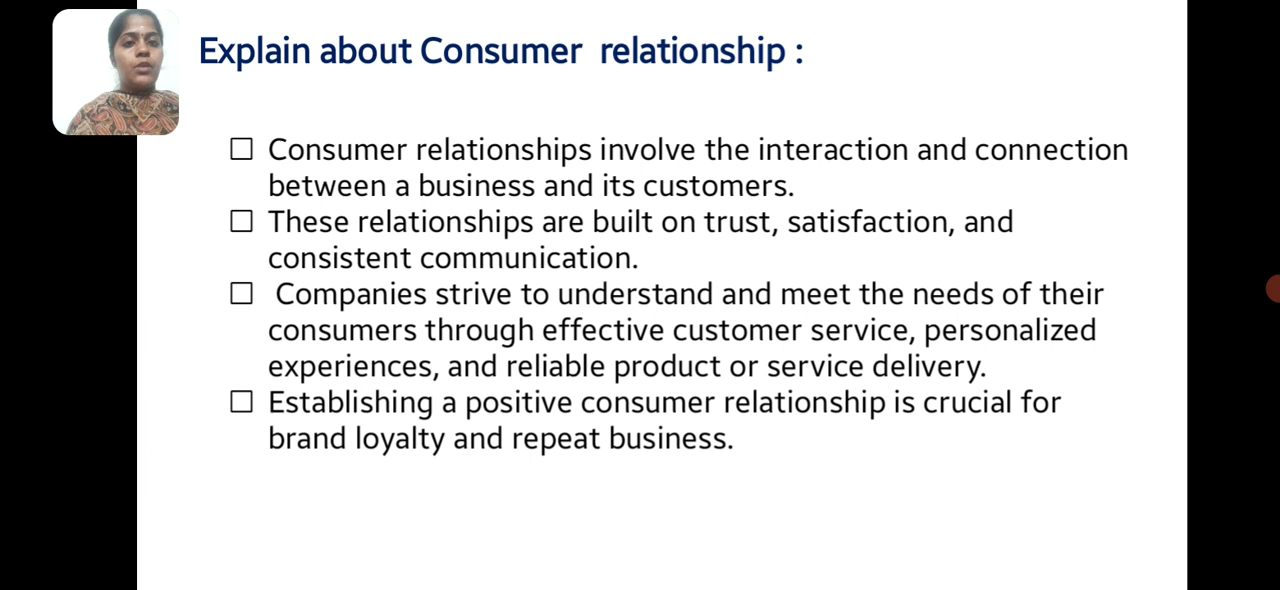 Explain about Consumer relationship :
☐ Consumer relationships involve the interaction and connection
between a business and its customers.
☐ These relationships are built on trust, satisfaction, and
consistent communication.
☐ Companies strive to understand and meet the needs of their
consumers through effective customer service, personalized
experiences, and reliable product or service delivery.
☐ Establishing a positive consumer relationship is crucial for
brand loyalty and repeat business.